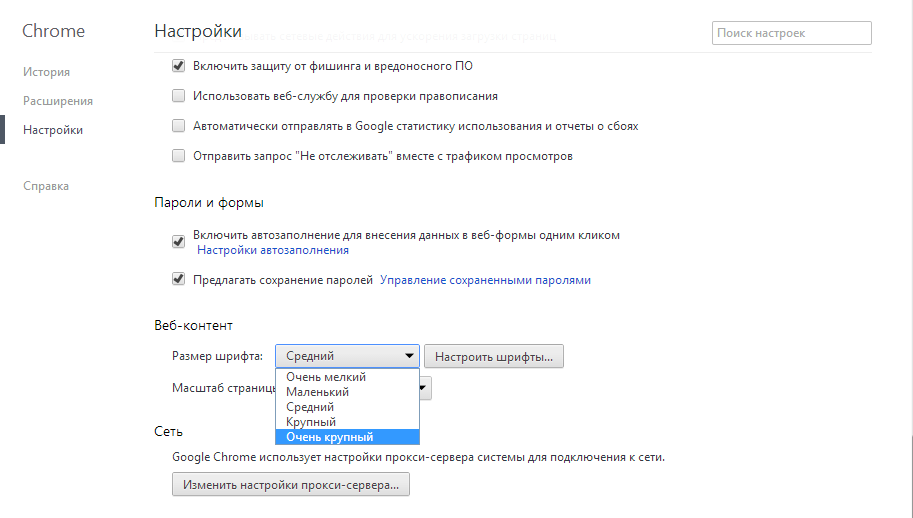 Chrome
Настройки
Поиск настроек
История
Расширения
Настройки
Справка
Включить защиту от фишинга и вредоносного ПО
Использовать веб-службу для проверки правописания
Автоматически отправлять в Google статистику использования и отчеты о сбоях
Отправить запрос "Не отслеживать" вместе с трафиком просмотров
Пароли и формы
Включить автозаполнение для внесения данных в веб-формы одним кликом
Настройки автозаполнения
Предлагать сохранение паролей Управление сохраненными паролями
Веб-контент
Размер шрифта: Средний Настроить шрифты...
Очень мелкий
Маленький
Средний
Крупный
Очень крупный
Масштаб страницы
Сеть
Google Chrome использует настройки прокси-сервера системы для подключения к сети.
Изменить настройки прокси-сервера...